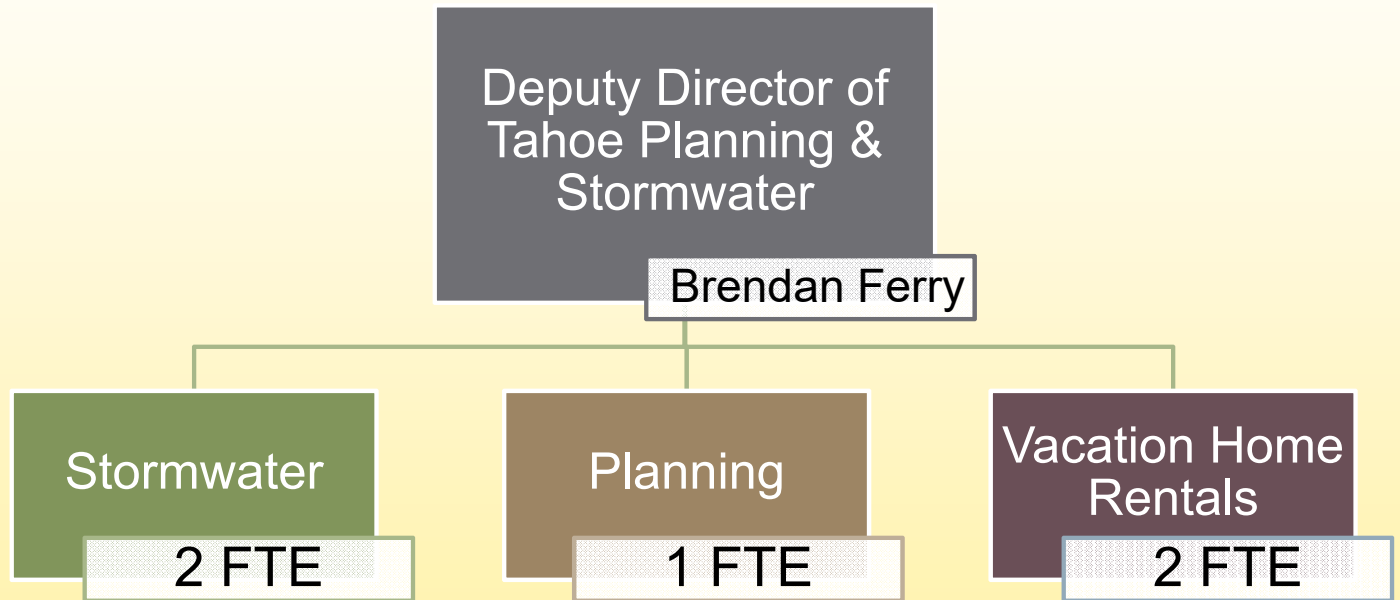 Deputy Director of
Tahoe Planning &
Stormwater
Brendan Ferry
Stormwater
2 FTE
Planning
1 FTE
Vacation Home
Rentals
2 FTE